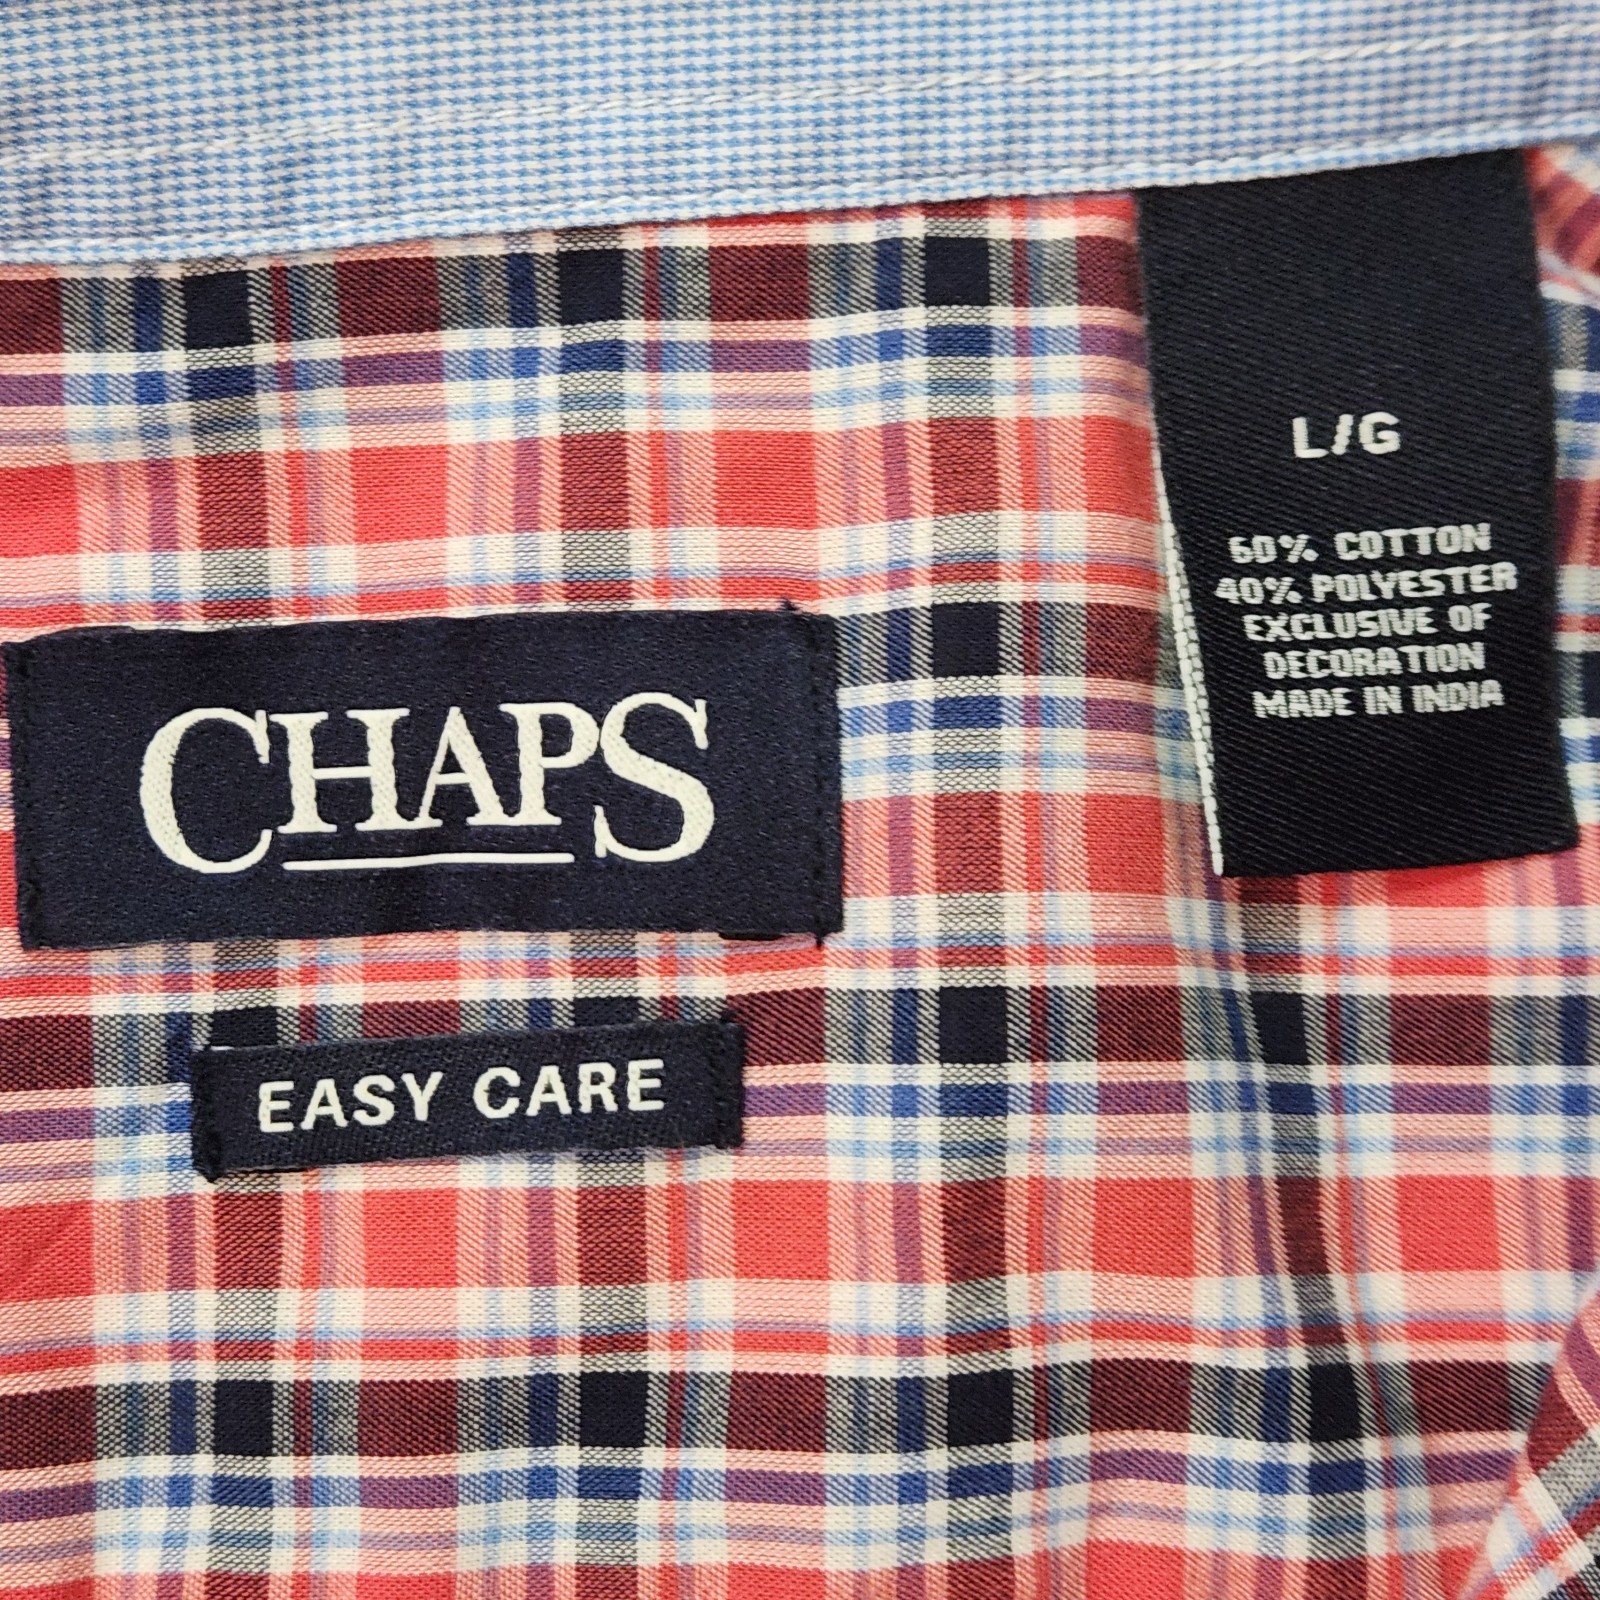 CHAPS
EASY CARE
L/G
60% COTTON
40% POLYESTER
EXCLUSIVE OF
DECORATION
MADE IN INDIA